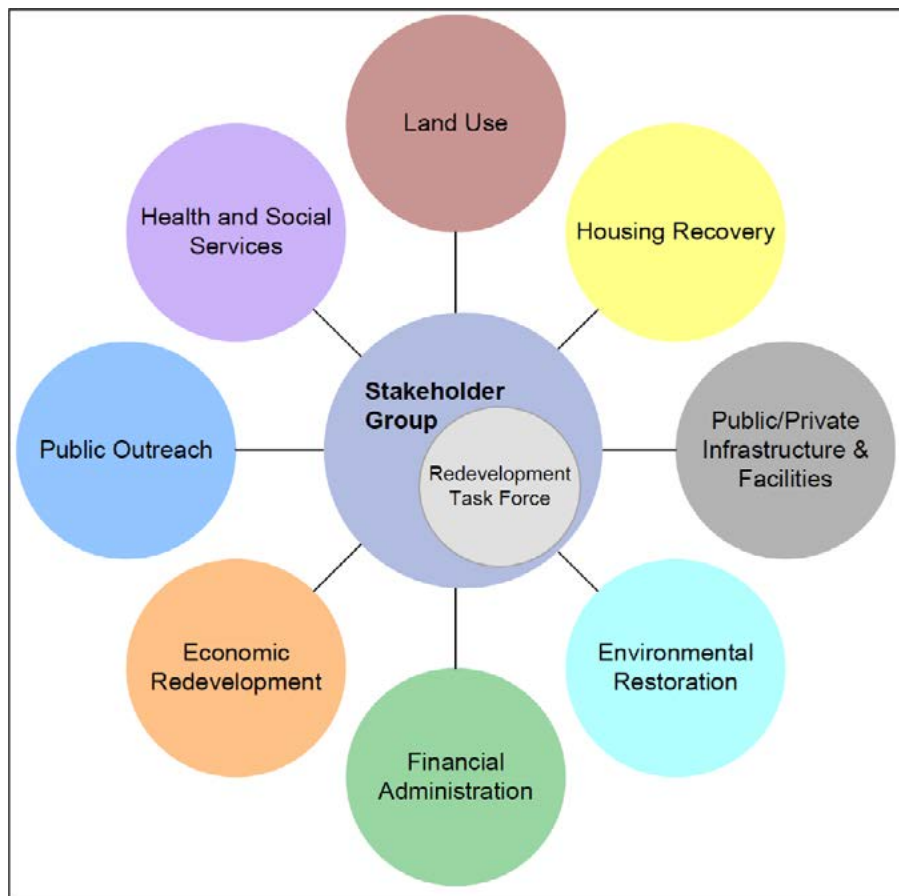 Land Use
Health and Social
Services
Housing Recovery
Stakeholder
Group
Public Outreach
Public/Private
Infrastructure &
Facilities
Redevelopment
Task Force
Economic
Redevelopment
Environmental
Restoration
Financial
Administration